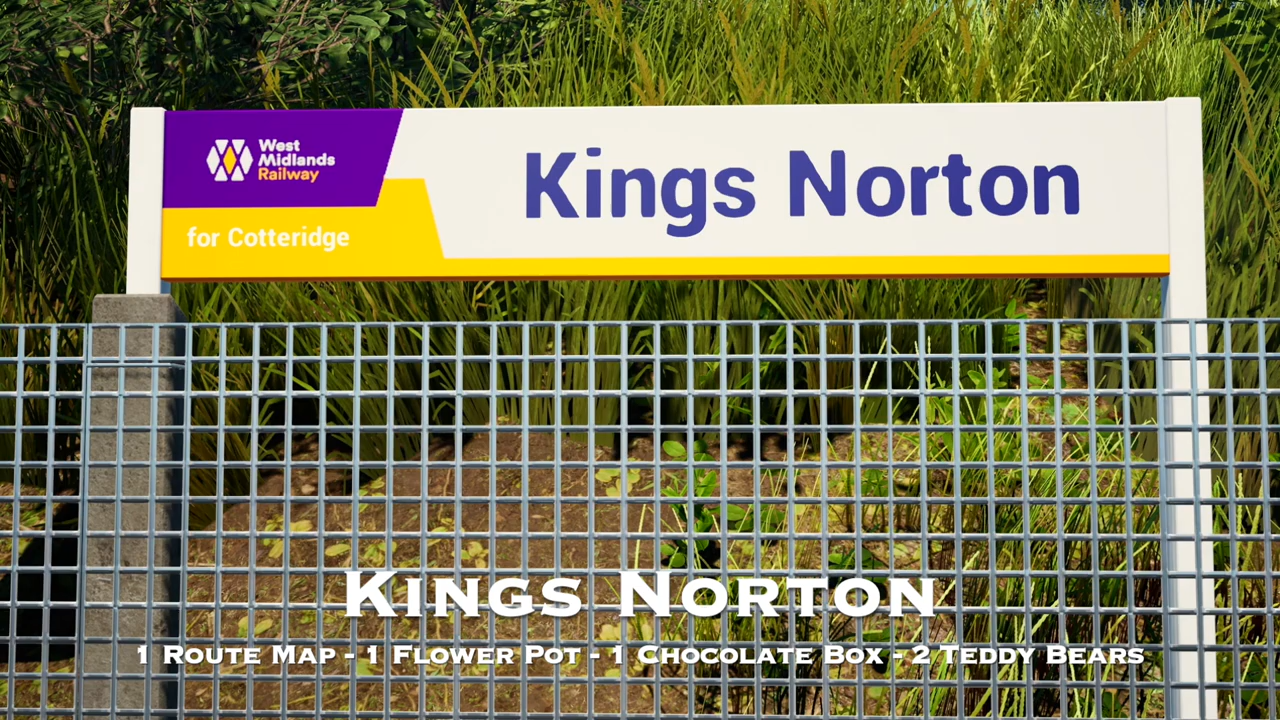 West
Midlands
Railway
for Cotteridge
Kings Norton
Kings Norton
1 Route Map - 1 Flower Pot - 1 Chocolate Box - 2 Teddy Bears